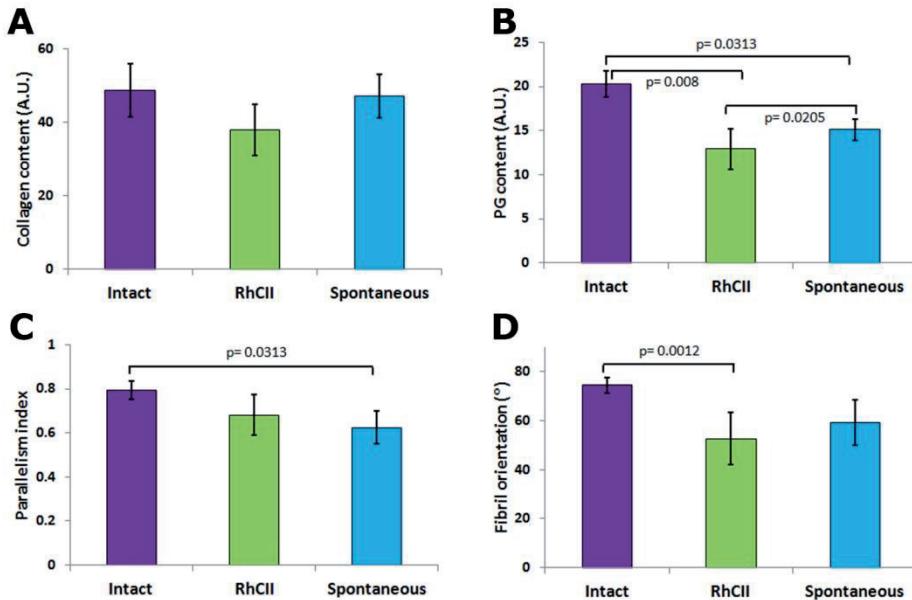 A
Collagen content (A.U.)
60
40
20
0
Intact RhCII Spontaneous
B
PG content (A.U.)
25
20
15
10
5
0
p= 0.0313
p= 0.008
p= 0.0205
Intact RhCII Spontaneous
C
Parallelism index
1
0.8
0.6
0.4
0.2
0
p= 0.0313
Intact RhCII Spontaneous
D
Fibril orientation (°)
80
60
40
20
0
p= 0.0012
Intact RhCII Spontaneous